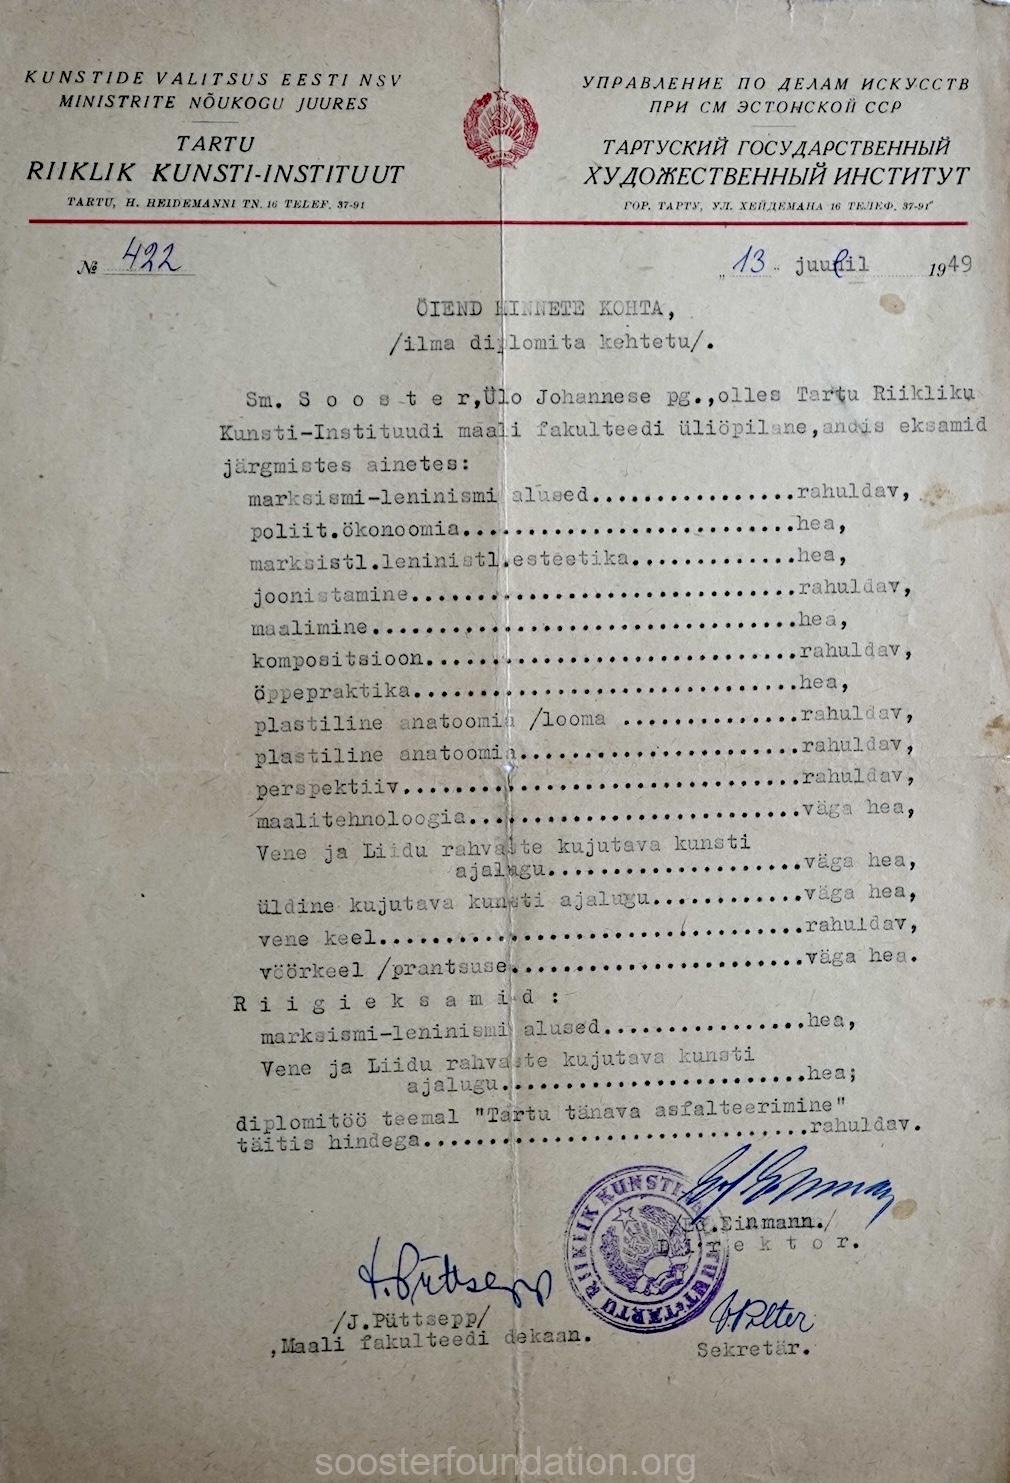 KUNSTIDE VALITSUS EESTI NSV
MINISTRITE NÕUKOGU JUURES
TARTU
RIIKLIK KUNSTI-INSTITUUT
TARTU, H. HEIDEMANNI TN. 16 TELEF. 37-91
УПРАВЛЕНИЕ ПО ДЕЛАМ ИСКУССТВ
ПРИ СМ ЭСТОНСКОЙ ССР
ТАРТУСКИЙ ГОСУДАРСТВЕННЫЙ
ХУДОЖЕСТВЕННЫЙ ИНСТИТУТ
ГОР. ТАРТУ, УЛ. ХЕЙДЕМАНА 16 ТЕЛЕФ. 37-91
№ 422
"13" juulil 1949
ÕIEND HINNETE KOHTA,
/ilma diplomita kehtetu/.
Sm. S o o s t e r,Ülo Johannese pg.,olles Tartu Riikliku
Kunsti-Instituudi maali fakulteedi üliõpilane,andis eksamid
järgmistes ainetes:
marksismi-leninismi alused................rahuldav,
poliit.ökonoomia..........................hea,
marksistl.leninistl.esteetika.............hea,
joonistamine..............................rahuldav,
maalimine.................................hea,
kompositsioon.............................rahuldav,
õppepraktika..............................hea,
plastiline anatoomia /looma ..............rahuldav,
plastiline anatoomia......................rahuldav,
perspektiiv...............................rahuldav,
maalitehnoloogia..........................väga hea,
Vene ja Liidu rahvaste kujutava kunsti
ajalugu....................väga hea,
üldine kujutava kunsti ajalugu............väga hea,
vene keel.................................rahuldav,
võõrkeel /prantsuse.......................väga hea.
R i i g i e k s a m i d :
marksismi-leninismi alused................hea,
Vene ja Liidu rahvaste kujutava kunsti
ajalugu........................hea;
diplomitöö teemal "Tartu tänava asfalteerimine"
täitis hindega...............................rahuldav.
TARTU RIIKLIK KUNSTI-INSTITUUT
/Ed.Einmann./
D i r e k t o r.
J. Püttsepp
/J.Püttsepp/
Maali fakulteedi dekaan.
Sekretär.
soosterfoundation.org